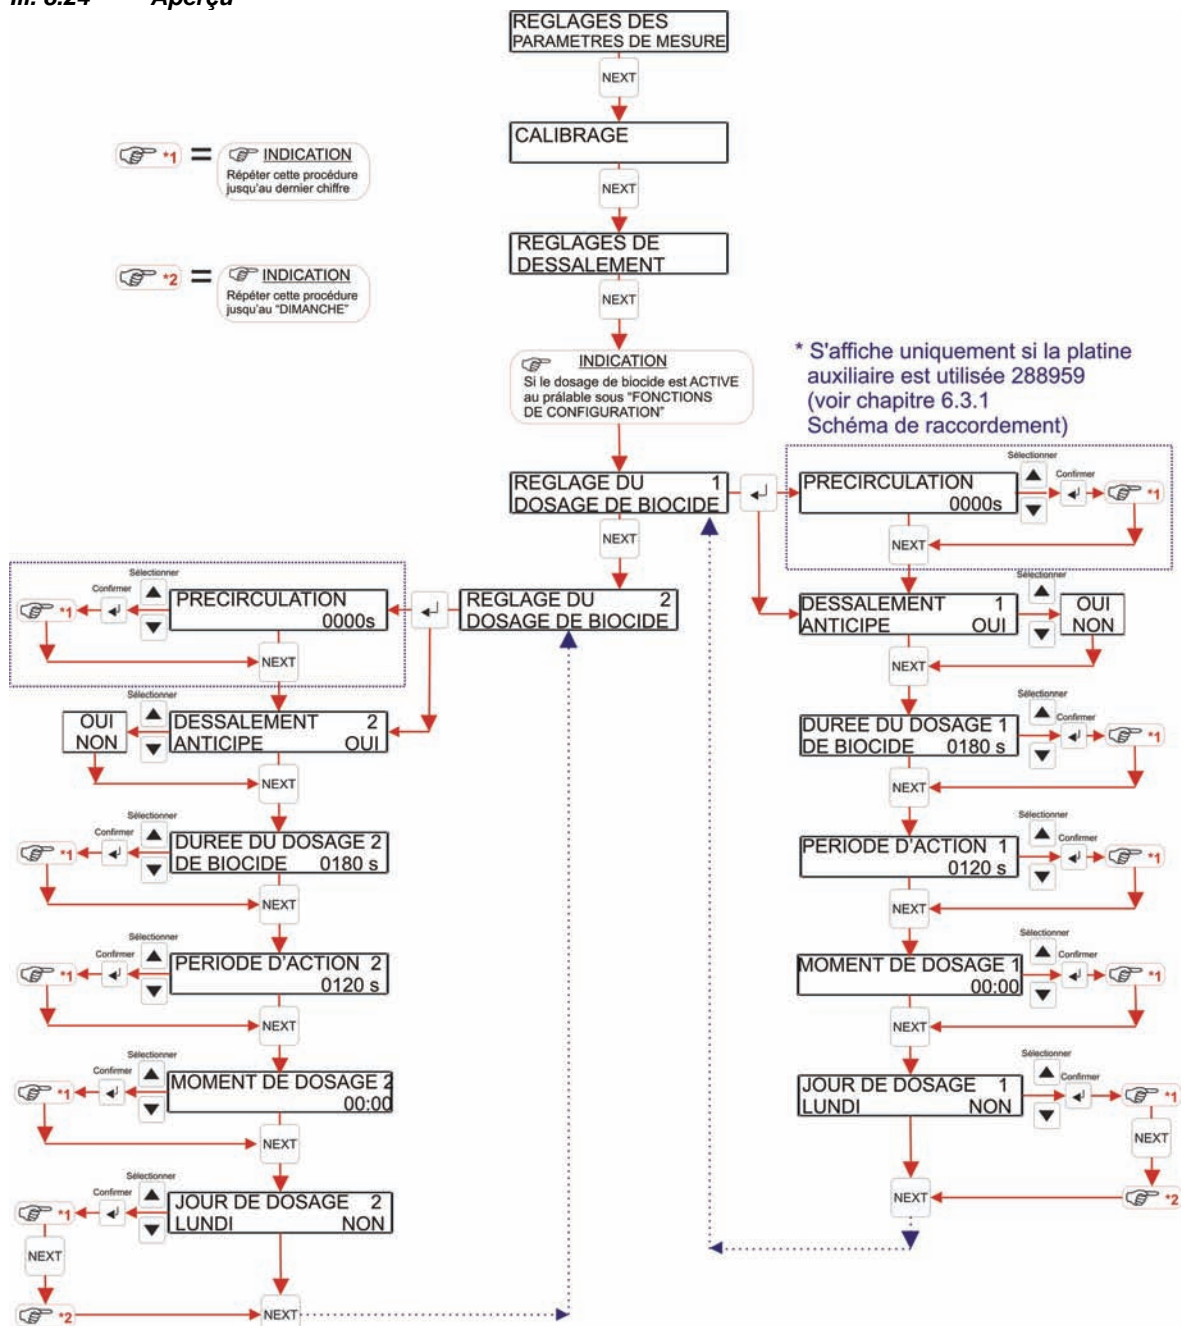 Aperçu
REGLAGES DES
PARAMETRES DE MESURE
NEXT
CALIBRAGE
NEXT
REGLAGES DE
DESSALEMENT
NEXT
*1 = INDICATION
Répéter cette procédure
jusqu'au dernier chiffre
*2 = INDICATION
Répéter cette procédure
jusqu'au "DIMANCHE"
INDICATION
Si le dosage de biocide est ACTIVE
au prálable sous "FONCTIONS
DE CONFIGURATION"
* S'affiche uniquement si la platine
auxiliaire est utilisée 288959
(voir chapitre 6.3.1
Schéma de raccordement)
REGLAGE DU 1
DOSAGE DE BIOCIDE
NEXT
Sélectionner
PRECIRCULATION
0000s
Confirmer
*1
NEXT
Sélectionner
DESSALEMENT 1
ANTICIPE OUI
OUI
NON
NEXT
Sélectionner
DUREE DU DOSAGE 1
DE BIOCIDE 0180 s
Confirmer
*1
NEXT
Sélectionner
PERIODE D'ACTION 1
0120 s
Confirmer
*1
NEXT
Sélectionner
MOMENT DE DOSAGE 1
00:00
Confirmer
*1
NEXT
Sélectionner
JOUR DE DOSAGE 1
LUNDI NON
Confirmer
*1
NEXT
*2
NEXT
REGLAGE DU 2
DOSAGE DE BIOCIDE
Sélectionner
Confirmer
*1
PRECIRCULATION
0000s
NEXT
Sélectionner
OUI
NON
DESSALEMENT 2
ANTICIPE OUI
NEXT
Sélectionner
Confirmer
*1
DUREE DU DOSAGE 2
DE BIOCIDE 0180 s
NEXT
Sélectionner
Confirmer
*1
PERIODE D'ACTION 2
0120 s
NEXT
Sélectionner
Confirmer
*1
MOMENT DE DOSAGE 2
00:00
NEXT
Sélectionner
Confirmer
*1
JOUR DE DOSAGE 2
LUNDI NON
NEXT
*2
NEXT